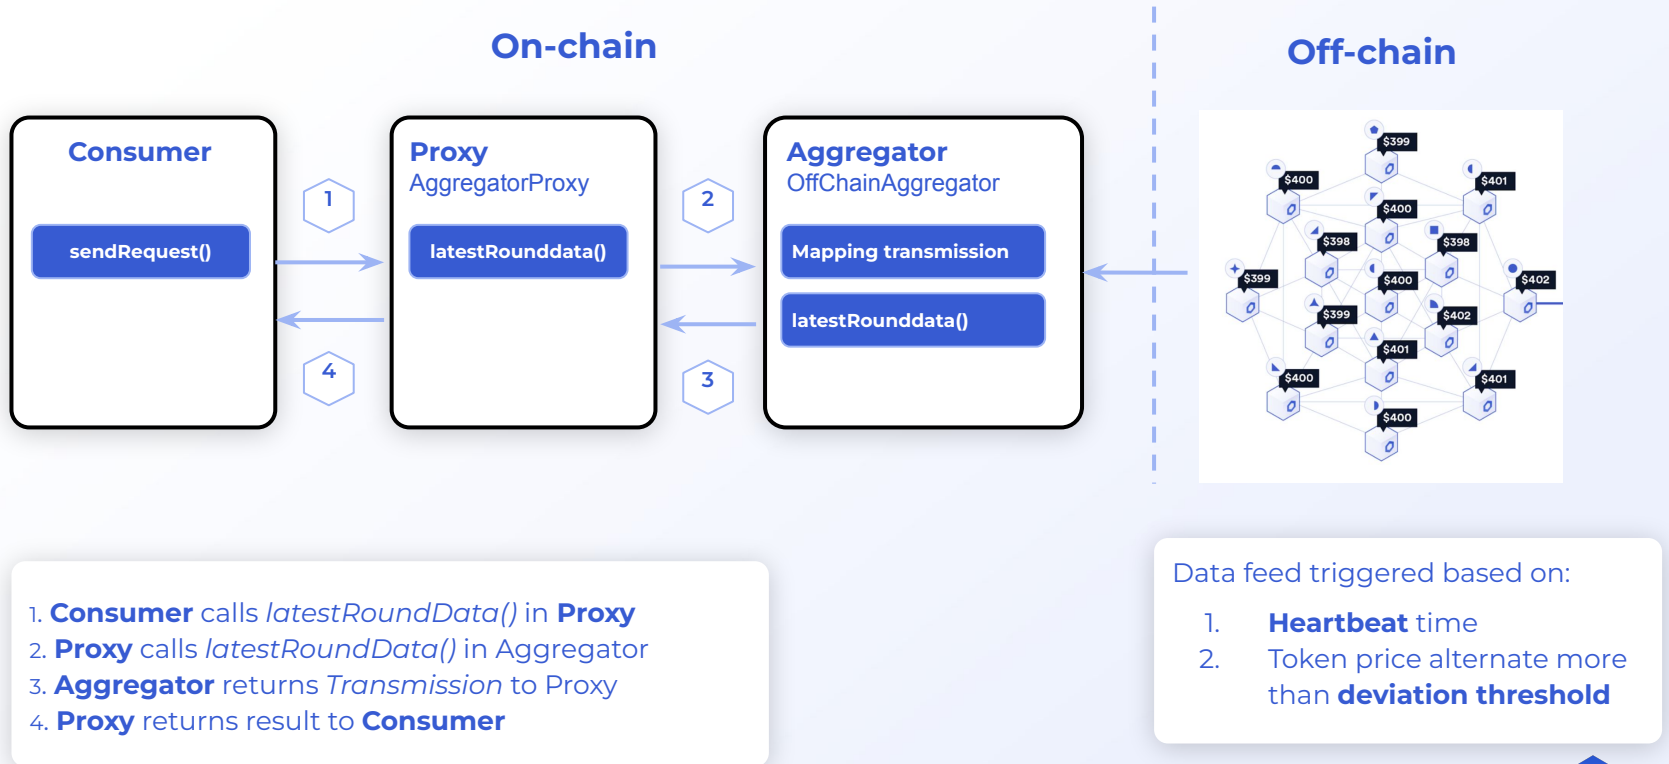 On-chain
Off-chain
Consumer
sendRequest()
1
4
Proxy
AggregatorProxy
latestRounddata()
2
3
Aggregator
OffChainAggregator
Mapping transmission
latestRounddata()
$399
$400
$401
$400
$398
$398
$399
$400
$402
$399
$402
$401
$400
$401
$400
1. Consumer calls latestRoundData() in Proxy
2. Proxy calls latestRoundData() in Aggregator
3. Aggregator returns Transmission to Proxy
4. Proxy returns result to Consumer
Data feed triggered based on:
1. Heartbeat time
2. Token price alternate more
than deviation threshold